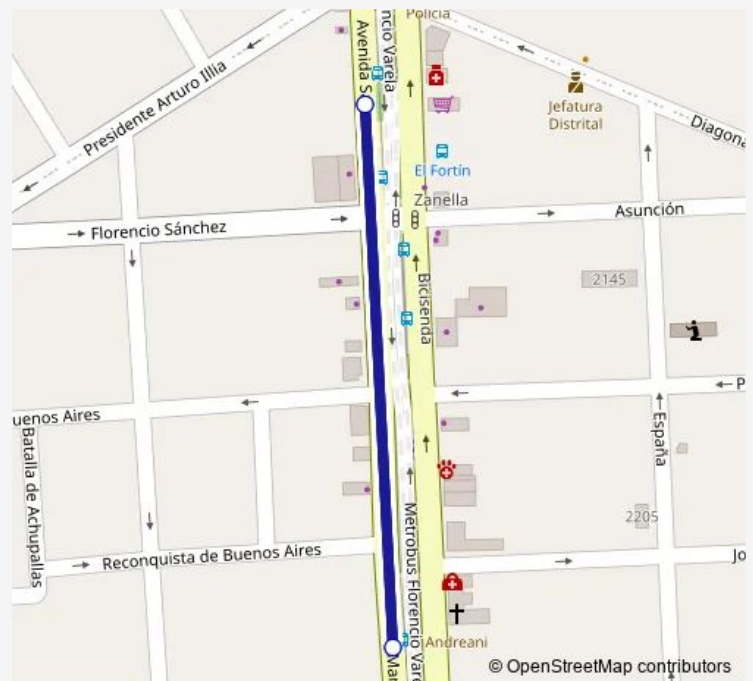 Policía
Avenida S
ncio Varela
Presidente Arturo Illia
Jefatura
Distrital
Diagona
El Fortín
Zanella
Asunción
Florencio Sánchez
2145
Bicisenda
P
uenos Aires
España
Batalla de Achupallas
2205
Metrobus Florencio Vare
Reconquista de Buenos Aires
Jo
Andreani
Mar
© OpenStreetMap contributors